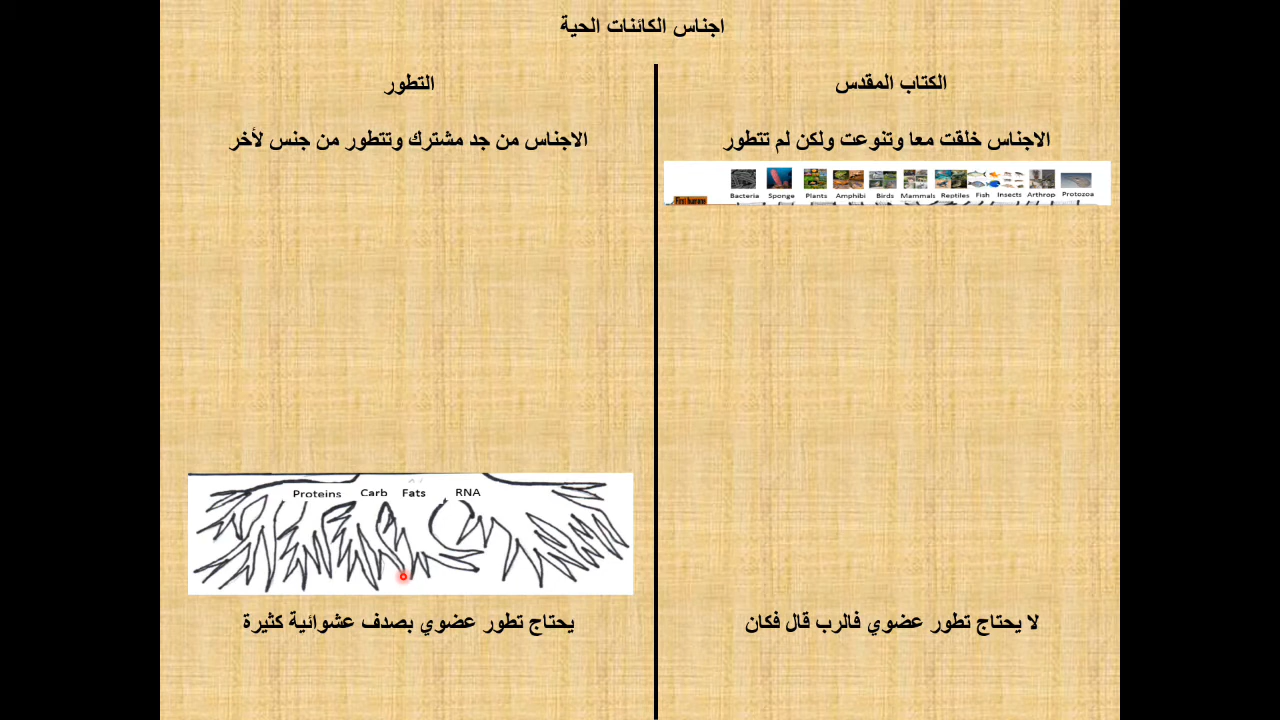 اجناس الكائنات الحية
الكتاب المقدس
الاجناس خلقت معا وتنوعت ولكن لم تتطور
Bacteria Sponge Plants Amphibi Birds Mammals Reptiles Fish Insects Arthrop Protozoa
First humans
لا يحتاج تطور عضوي فالرب قال فكان
التطور
الاجناس من جد مشترك وتتطور من جنس لأخر
Proteins Carb Fats RNA
يحتاج تطور عضوي بصدف عشوائية كثيرة